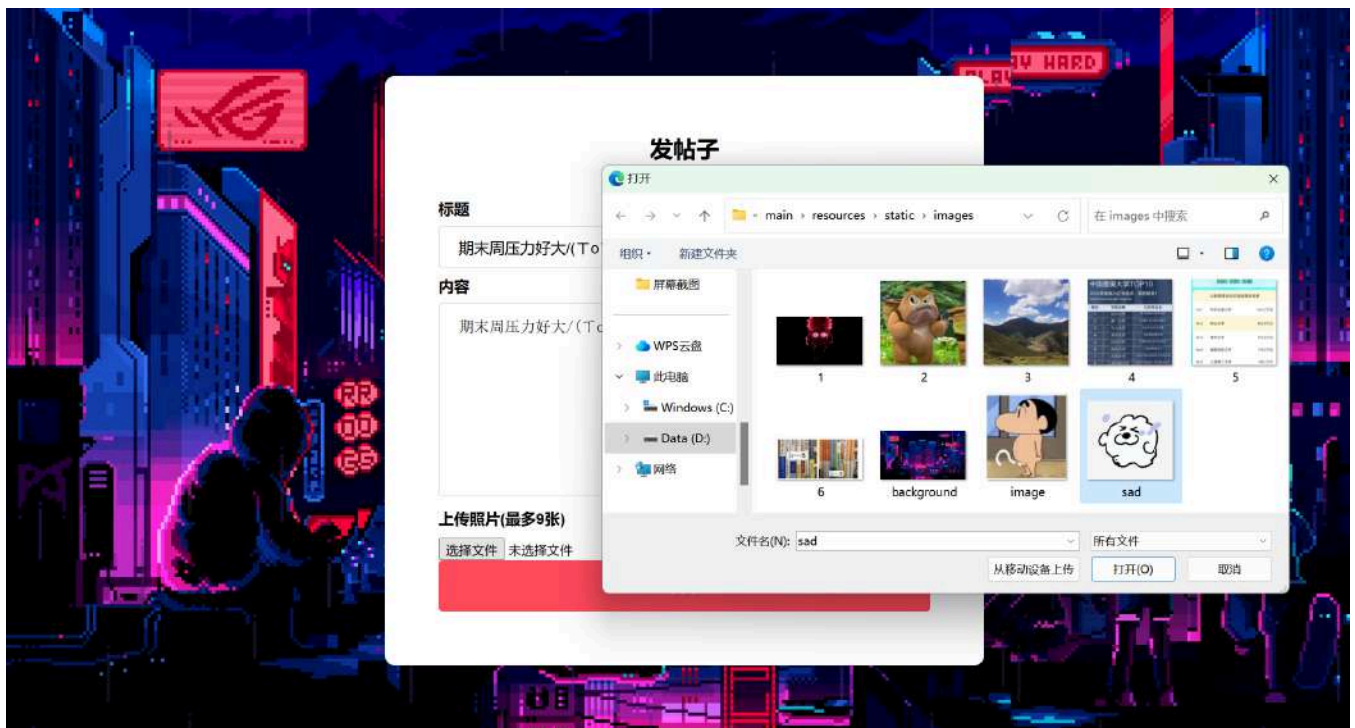 PLAY HARD
发帖子
打开
main › resources › static › images
在 images 中搜索
标题
组织
新建文件夹
期末周压力好大/(To
屏幕截图
内容
期末周压力好大/(To
WPS云盘
此电脑
1
2
3
4
5
Windows (C:)
Data (D:)
网络
6
background
image
sad
上传照片(最多9张)
文件名(N):
sad
所有文件
选择文件
未选择文件
从移动设备上传
打开(O)
取消